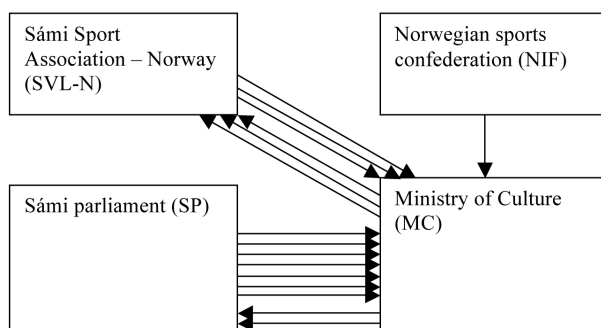 Sámi Sport
Association – Norway
(SVL-N)
Norwegian sports
confederation (NIF)
Sámi parliament (SP)
Ministry of Culture
(MC)